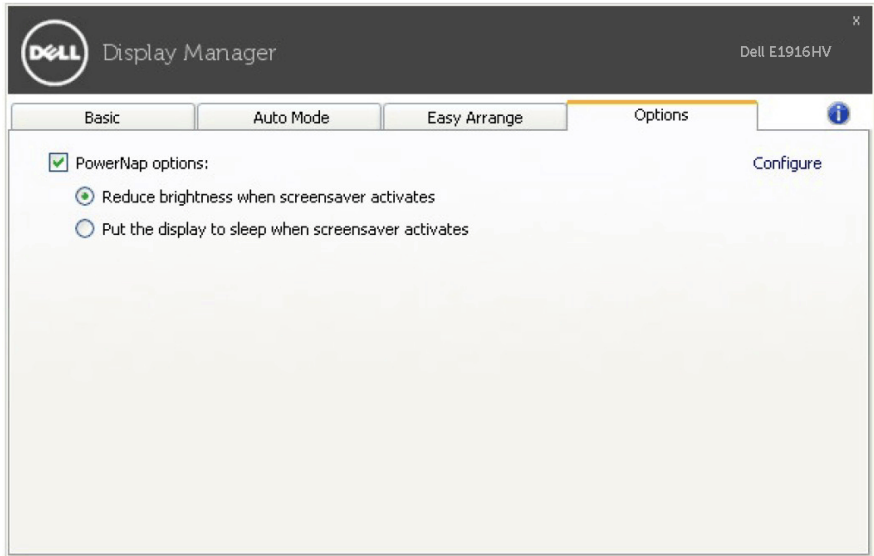 x
DELL Display Manager Dell E1916HV
Basic Auto Mode Easy Arrange Options i
PowerNap options: Configure
Reduce brightness when screensaver activates
Put the display to sleep when screensaver activates